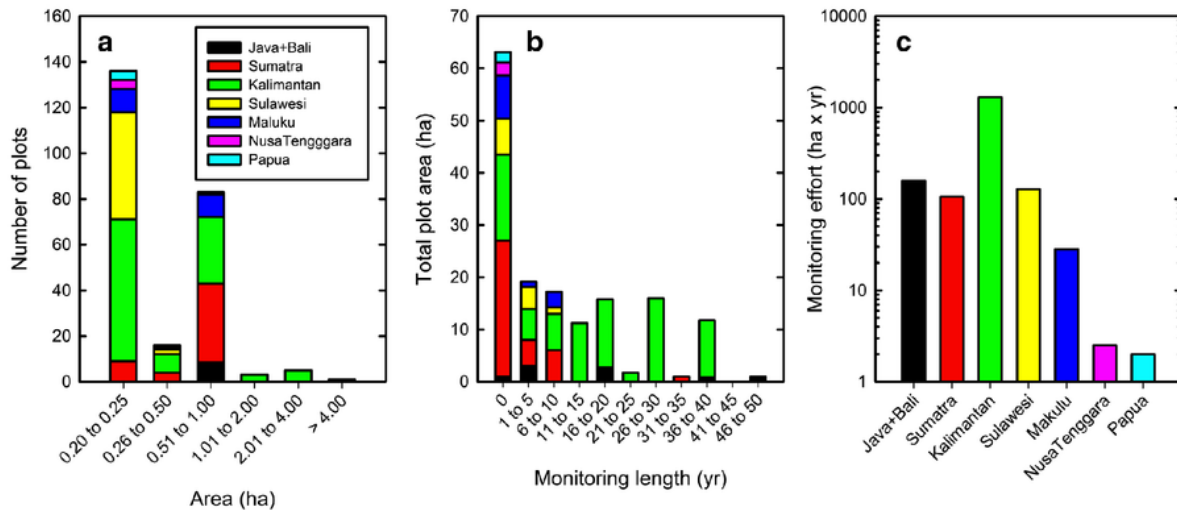 a
Number of plots
160
140
120
100
80
60
40
20
0
Java+Bali
Sumatra
Kalimantan
Sulawesi
Maluku
NusaTengggara
Papua
0.20 to 0.25
0.26 to 0.50
0.51 to 1.00
1.01 to 2.00
2.01 to 4.00
> 4.00
Area (ha)
b
Total plot area (ha)
70
60
50
40
30
20
10
0
0
1 to 5
6 to 10
11 to 15
16 to 20
21 to 25
26 to 30
31 to 35
36 to 40
41 to 45
46 to 50
Monitoring length (yr)
c
Monitoring effort (ha x yr)
10000
1000
100
10
1
Java+Bali
Sumatra
Kalimantan
Sulawesi
Makulu
NusaTenggara
Papua